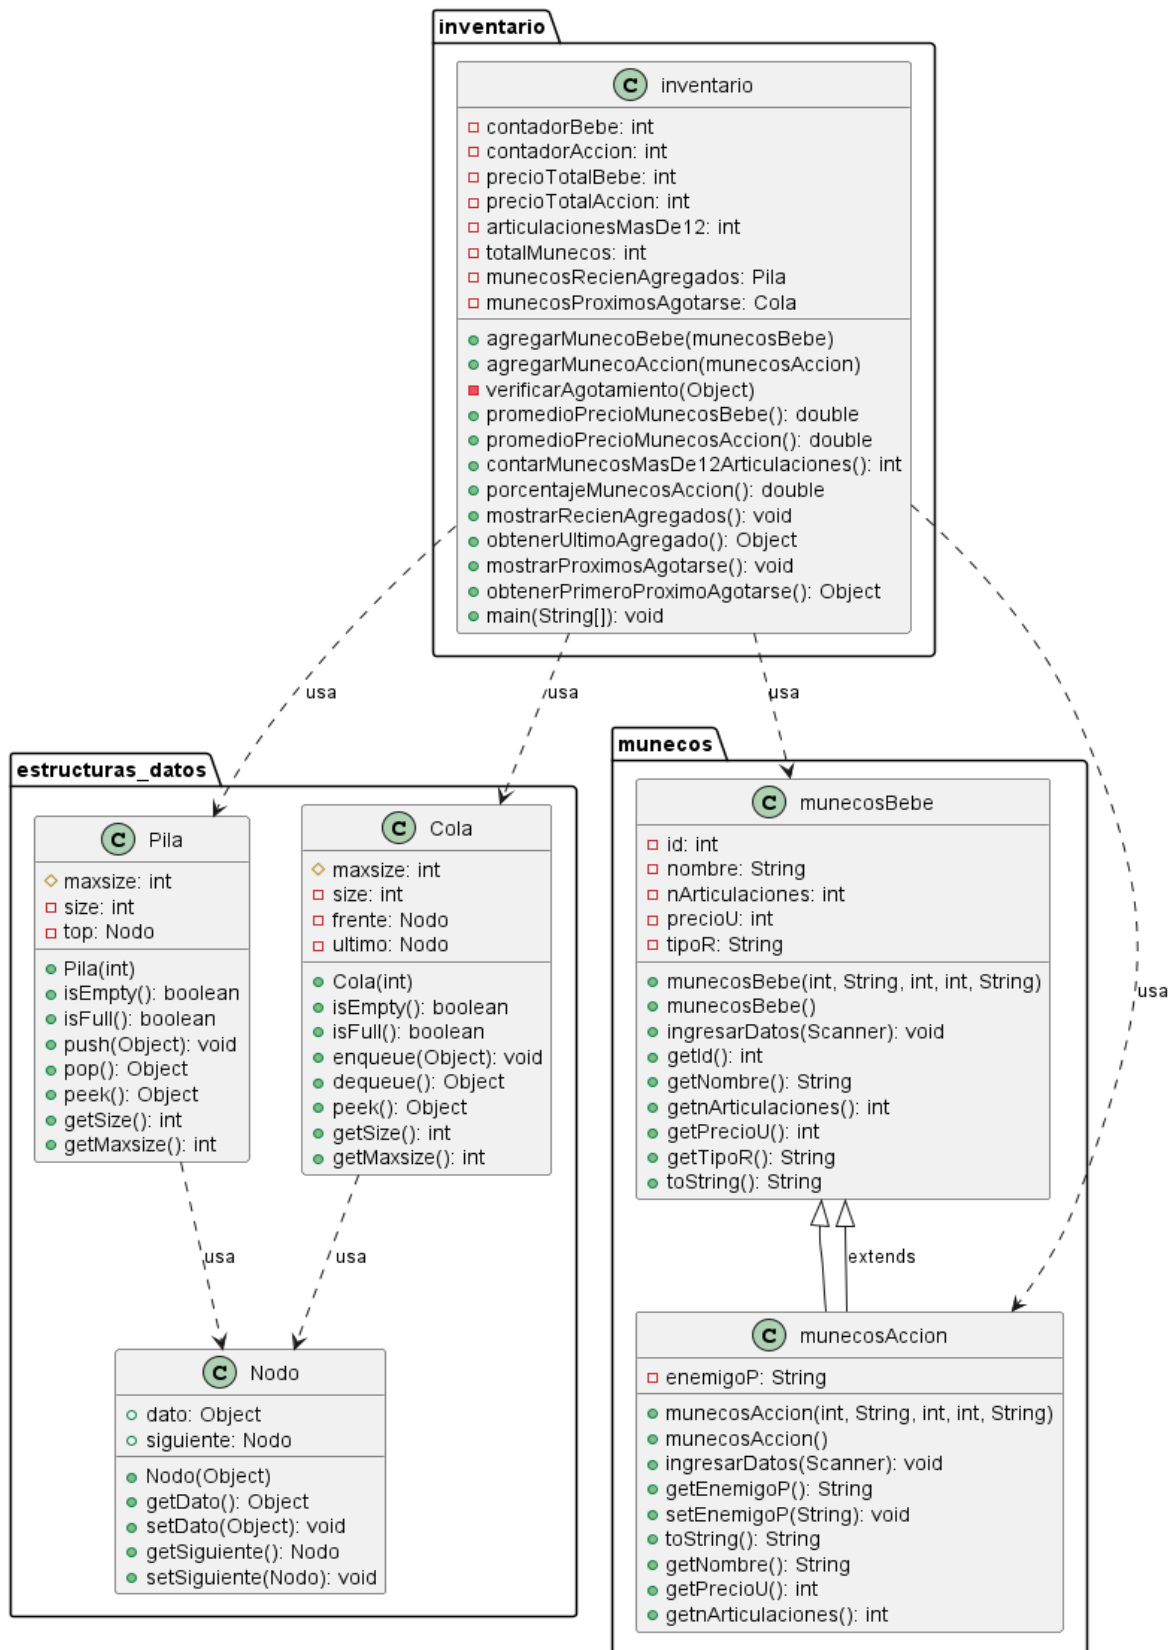 inventario
C inventario
contadorBebe: int
contadorAccion: int
precioTotalBebe: int
precioTotalAccion: int
articulacionesMasDe12: int
totalMunecos: int
munecosRecienAgregados: Pila
munecosProximosAgotarse: Cola
agregarMunecoBebe(munecosBebe)
agregarMunecoAccion(munecosAccion)
verificarAgotamiento(Object)
promedioPrecioMunecosBebe(): double
promedioPrecioMunecosAccion(): double
contarMunecosMasDe12Articulaciones(): int
porcentajeMunecosAccion(): double
mostrarRecienAgregados(): void
obtenerUltimoAgregado(): Object
mostrarProximosAgotarse(): void
obtenerPrimeroProximoAgotarse(): Object
main(String[]): void
usa
usa
usa
usa
estructuras_datos
C Pila
maxsize: int
size: int
top: Nodo
Pila(int)
isEmpty(): boolean
isFull(): boolean
push(Object): void
pop(): Object
peek(): Object
getSize(): int
getMaxsize(): int
C Cola
maxsize: int
size: int
frente: Nodo
ultimo: Nodo
Cola(int)
isEmpty(): boolean
isFull(): boolean
enqueue(Object): void
dequeue(): Object
peek(): Object
getSize(): int
getMaxsize(): int
usa
usa
C Nodo
dato: Object
siguiente: Nodo
Nodo(Object)
getDato(): Object
setDato(Object): void
getSiguiente(): Nodo
setSiguiente(Nodo): void
munecos
C munecosBebe
id: int
nombre: String
nArticulaciones: int
precioU: int
tipoR: String
munecosBebe(int, String, int, int, String)
munecosBebe()
ingresarDatos(Scanner): void
getId(): int
getNombre(): String
getnArticulaciones(): int
getPrecioU(): int
getTipoR(): String
toString(): String
extends
C munecosAccion
enemigoP: String
munecosAccion(int, String, int, int, String)
munecosAccion()
ingresarDatos(Scanner): void
getEnemigoP(): String
setEnemigoP(String): void
toString(): String
getNombre(): String
getPrecioU(): int
getnArticulaciones(): int